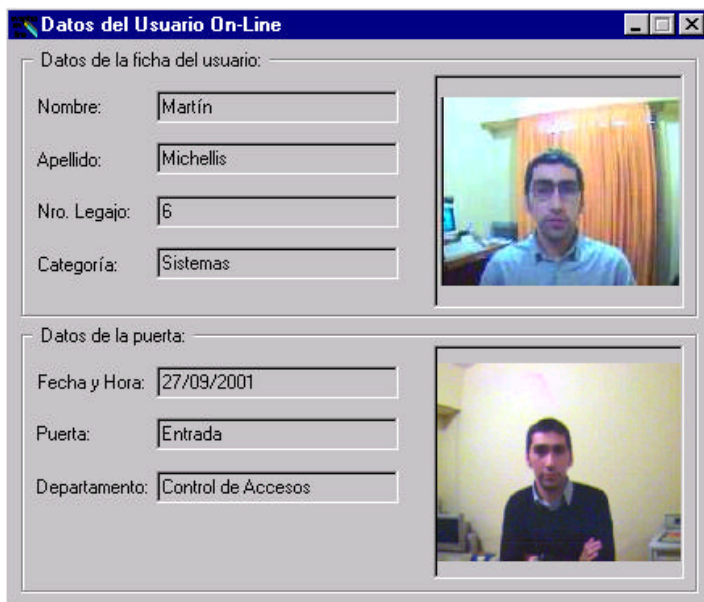 Datos del Usuario On-Line
Datos de la ficha del usuario:
Nombre: Martín
Apellido: Michellis
Nro. Legajo: 6
Categoría: Sistemas
Datos de la puerta:
Fecha y Hora: 27/09/2001
Puerta: Entrada
Departamento: Control de Accesos